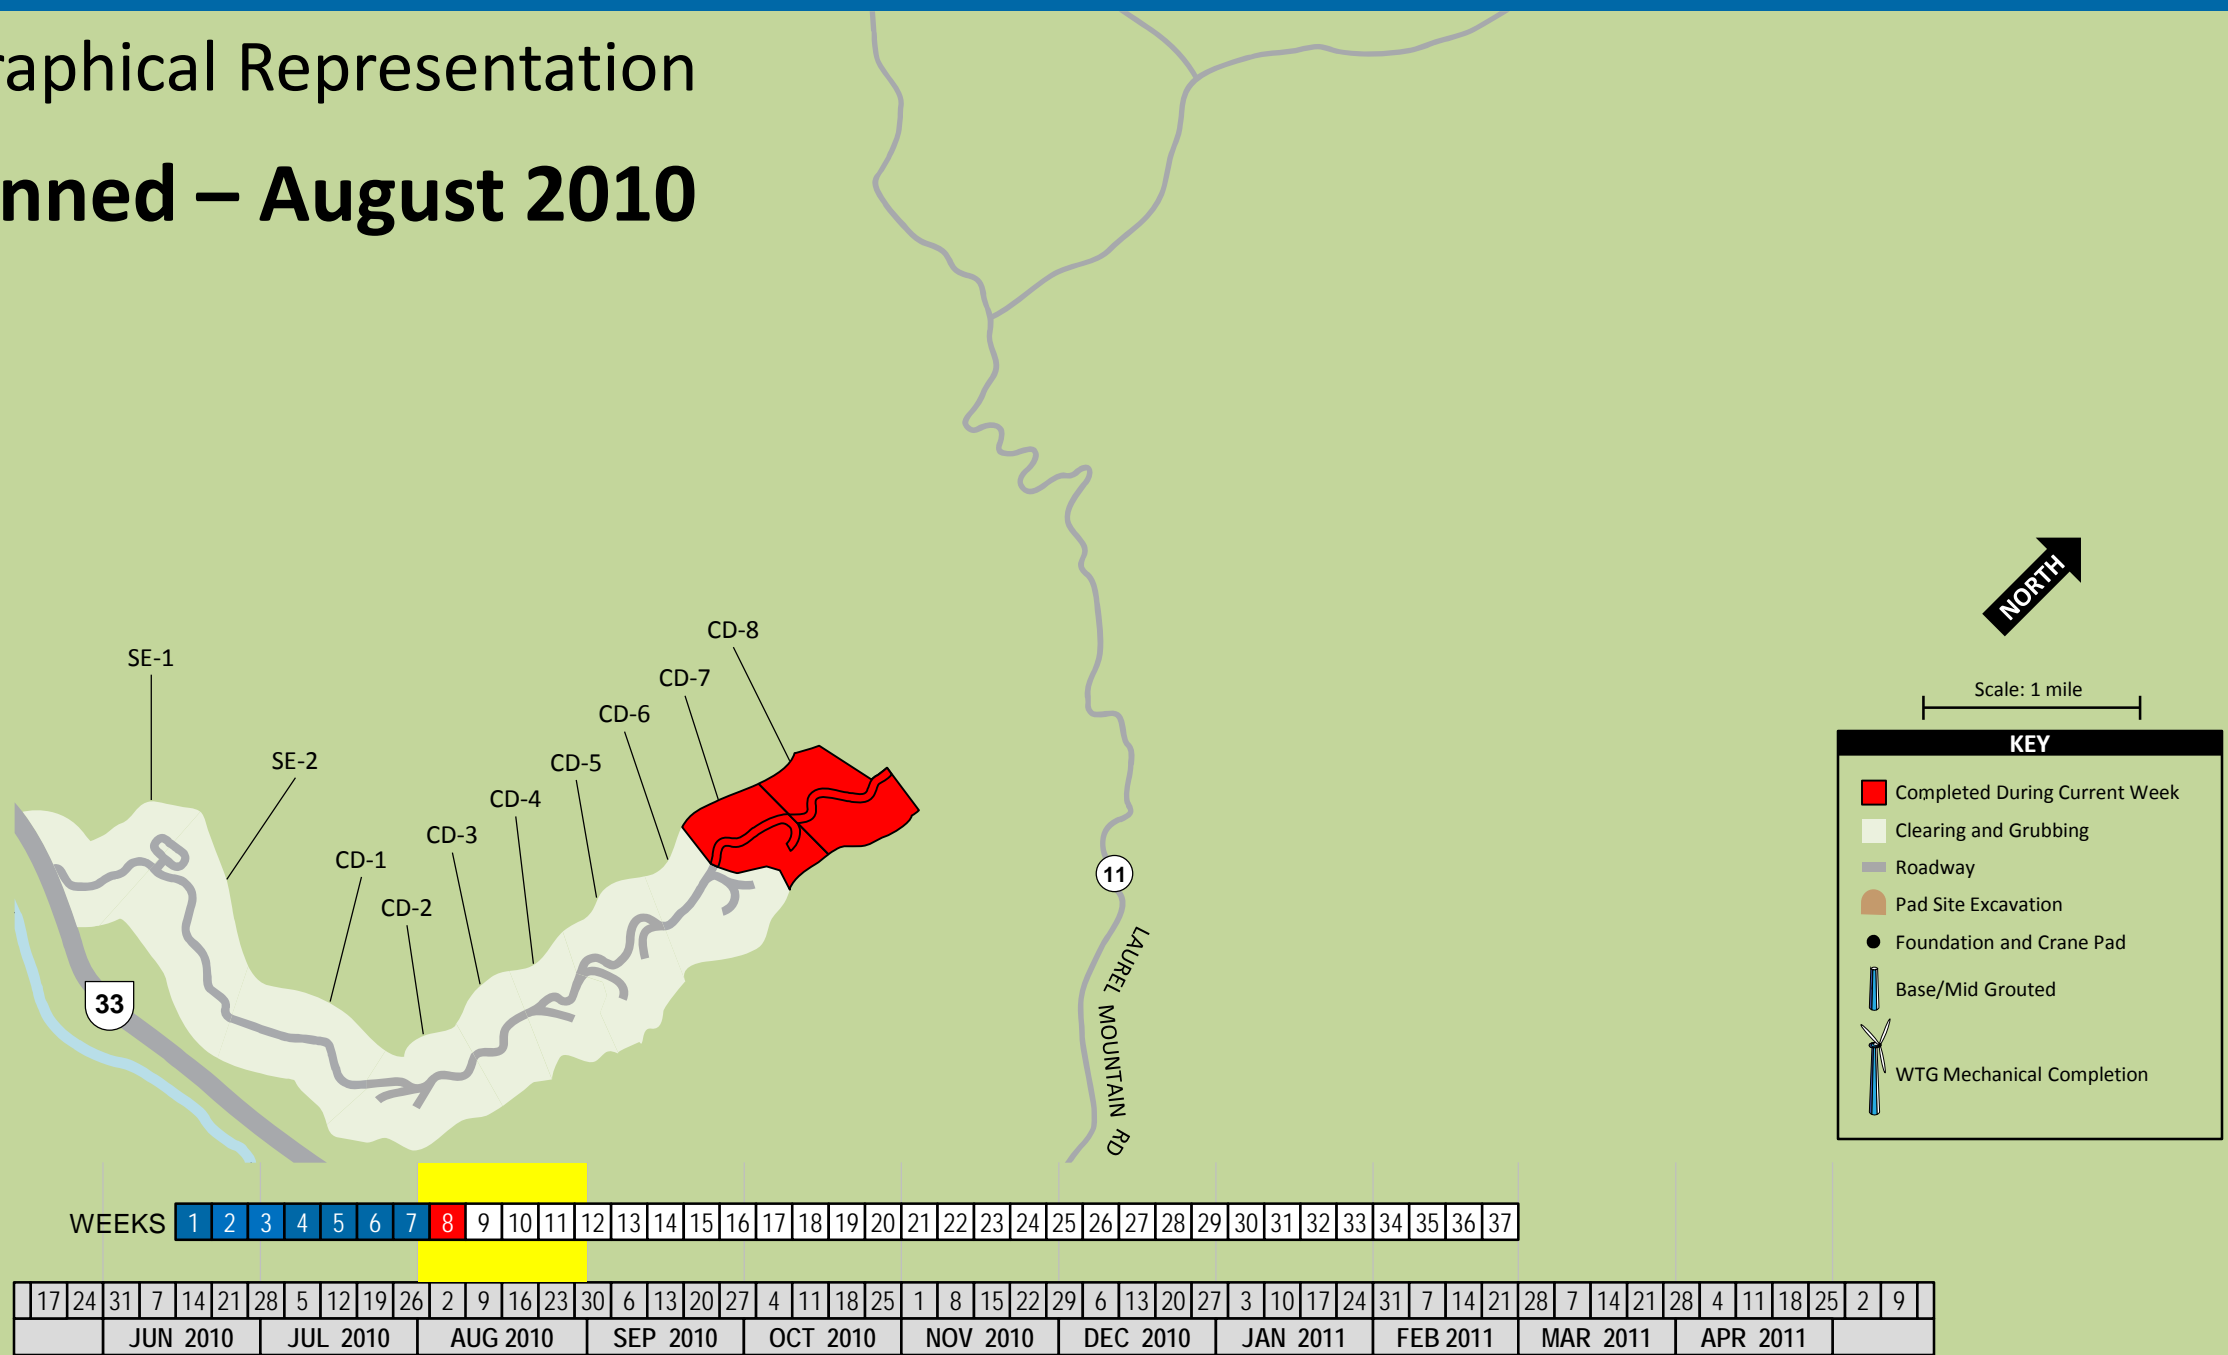 raphical Representation
nned – August 2010
CD-8
SE-1
CD-7
CD-6
SE-2
CD-5
CD-4
CD-3
CD-1
CD-2
33
11
LAUREL MOUNTAIN RD
NORTH
Scale: 1 mile
KEY
Completed During Current Week
Clearing and Grubbing
Roadway
Pad Site Excavation
Foundation and Crane Pad
Base/Mid Grouted
WTG Mechanical Completion
WEEKS 1 2 3 4 5 6 7 8 9 10 11 12 13 14 15 16 17 18 19 20 21 22 23 24 25 26 27 28 29 30 31 32 33 34 35 36 37
17 24 31 7 14 21 28 5 12 19 26 2 9 16 23 30 6 13 20 27 4 11 18 25 1 8 15 22 29 6 13 20 27 3 10 17 24 31 7 14 21 28 7 14 21 28 4 11 18 25 2 9
JUN 2010 JUL 2010 AUG 2010 SEP 2010 OCT 2010 NOV 2010 DEC 2010 JAN 2011 FEB 2011 MAR 2011 APR 2011